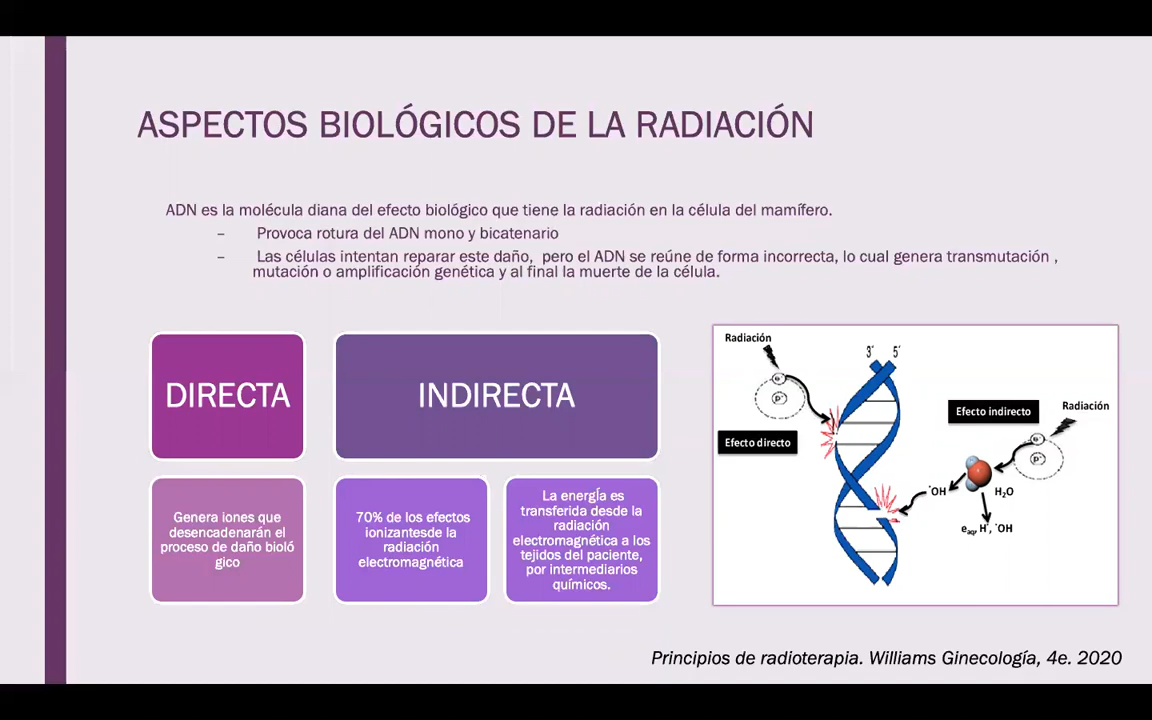 ASPECTOS BIOLÓGICOS DE LA RADIACIÓN
ADN es la molécula diana del efecto biológico que tiene la radiación en la célula del mamífero.
– Provoca rotura del ADN mono y bicatenario
– Las células intentan reparar este daño, pero el ADN se reúne de forma incorrecta, lo cual genera transmutación ,
mutación o amplificación genética y al final la muerte de la célula.
DIRECTA
Genera iones que
desencadenarán el
proceso de daño bioló
gico
INDIRECTA
70% de los efectos
ionizantesde la
radiación
electromagnética
La energía es
transferida desde la
radiación
electromagnética a los
tejidos del paciente,
por intermediarios
químicos.
Radiación
e-
p+
Efecto directo
3´ 5´
Efecto indirecto
Radiación
e-
p+
˙OH
H₂O
eaq, H˙, ˙OH
Principios de radioterapia. Williams Ginecología, 4e. 2020